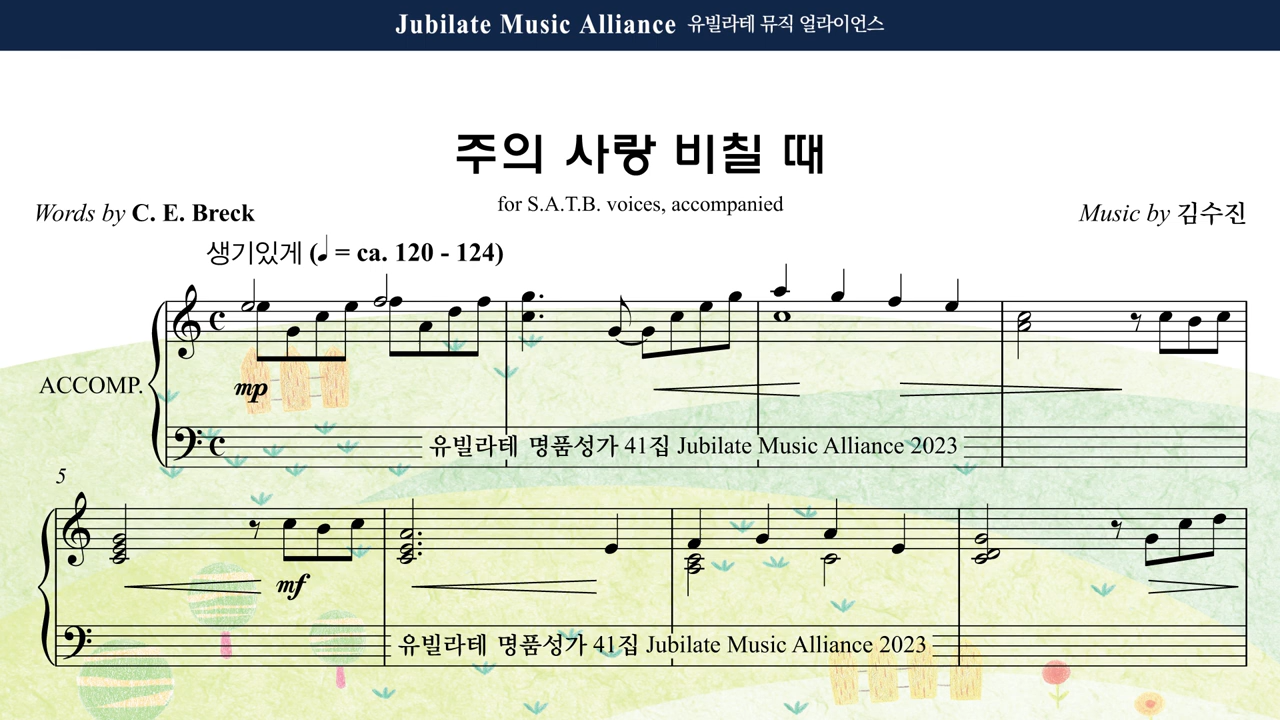 Jubilate Music Alliance 유빌라테 뮤직 얼라이언스
주의 사랑 비칠 때
for S.A.T.B. voices, accompanied
Words by C. E. Breck
Music by 김수진
생기있게 (♩ = ca. 120 - 124)
ACCOMP.
mp
유빌라테 명품성가 41집 Jubilate Music Alliance 2023
5
mf
유빌라테 명품성가 41집 Jubilate Music Alliance 2023